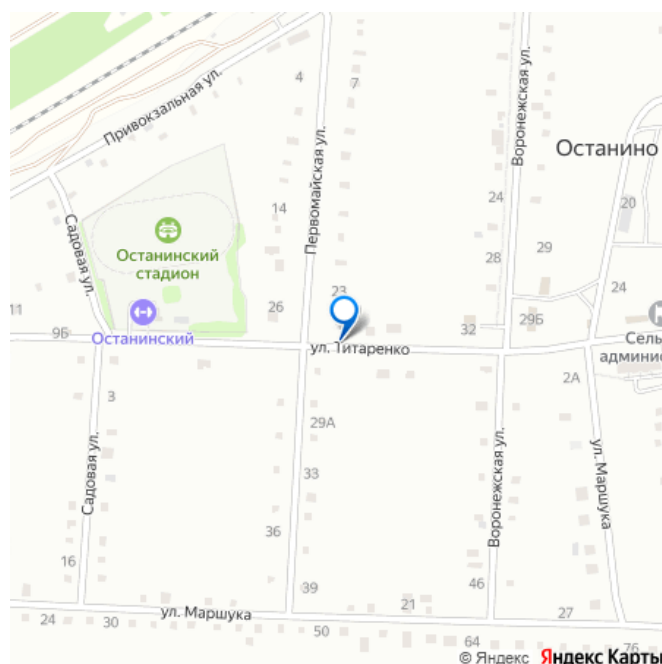 Привокзальная ул.
4
7
Первомайская ул.
Воронежская ул.
Останино
Садовая ул.
14
24
20
Останинский
стадион
29
28
23
24
11
26
9Б
Останинский
32
29Б
ул. Титаренко
Сель
админис
3
2А
29А
Садовая ул.
33
Воронежская ул.
ул. Маршука
36
16
39
46
21
ул. Маршука
27
24
30
50
64
76
© Яндекс Яндекс Карты